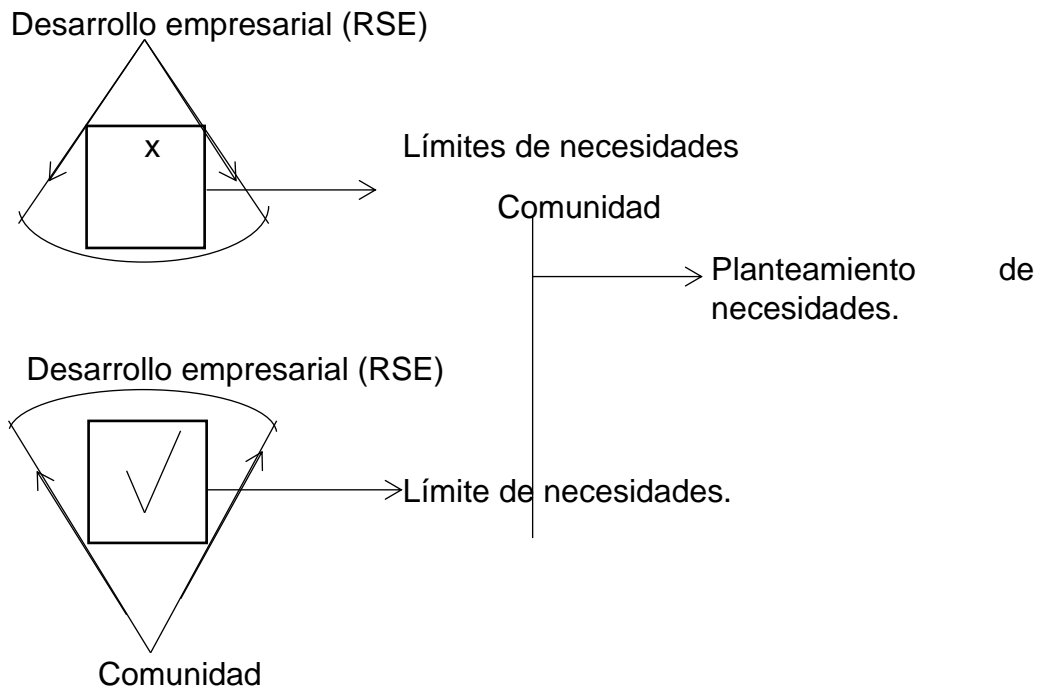 Desarrollo empresarial (RSE)
x
Límites de necesidades
Comunidad
Planteamiento de
necesidades.
Desarrollo empresarial (RSE)
Límite de necesidades.
Comunidad